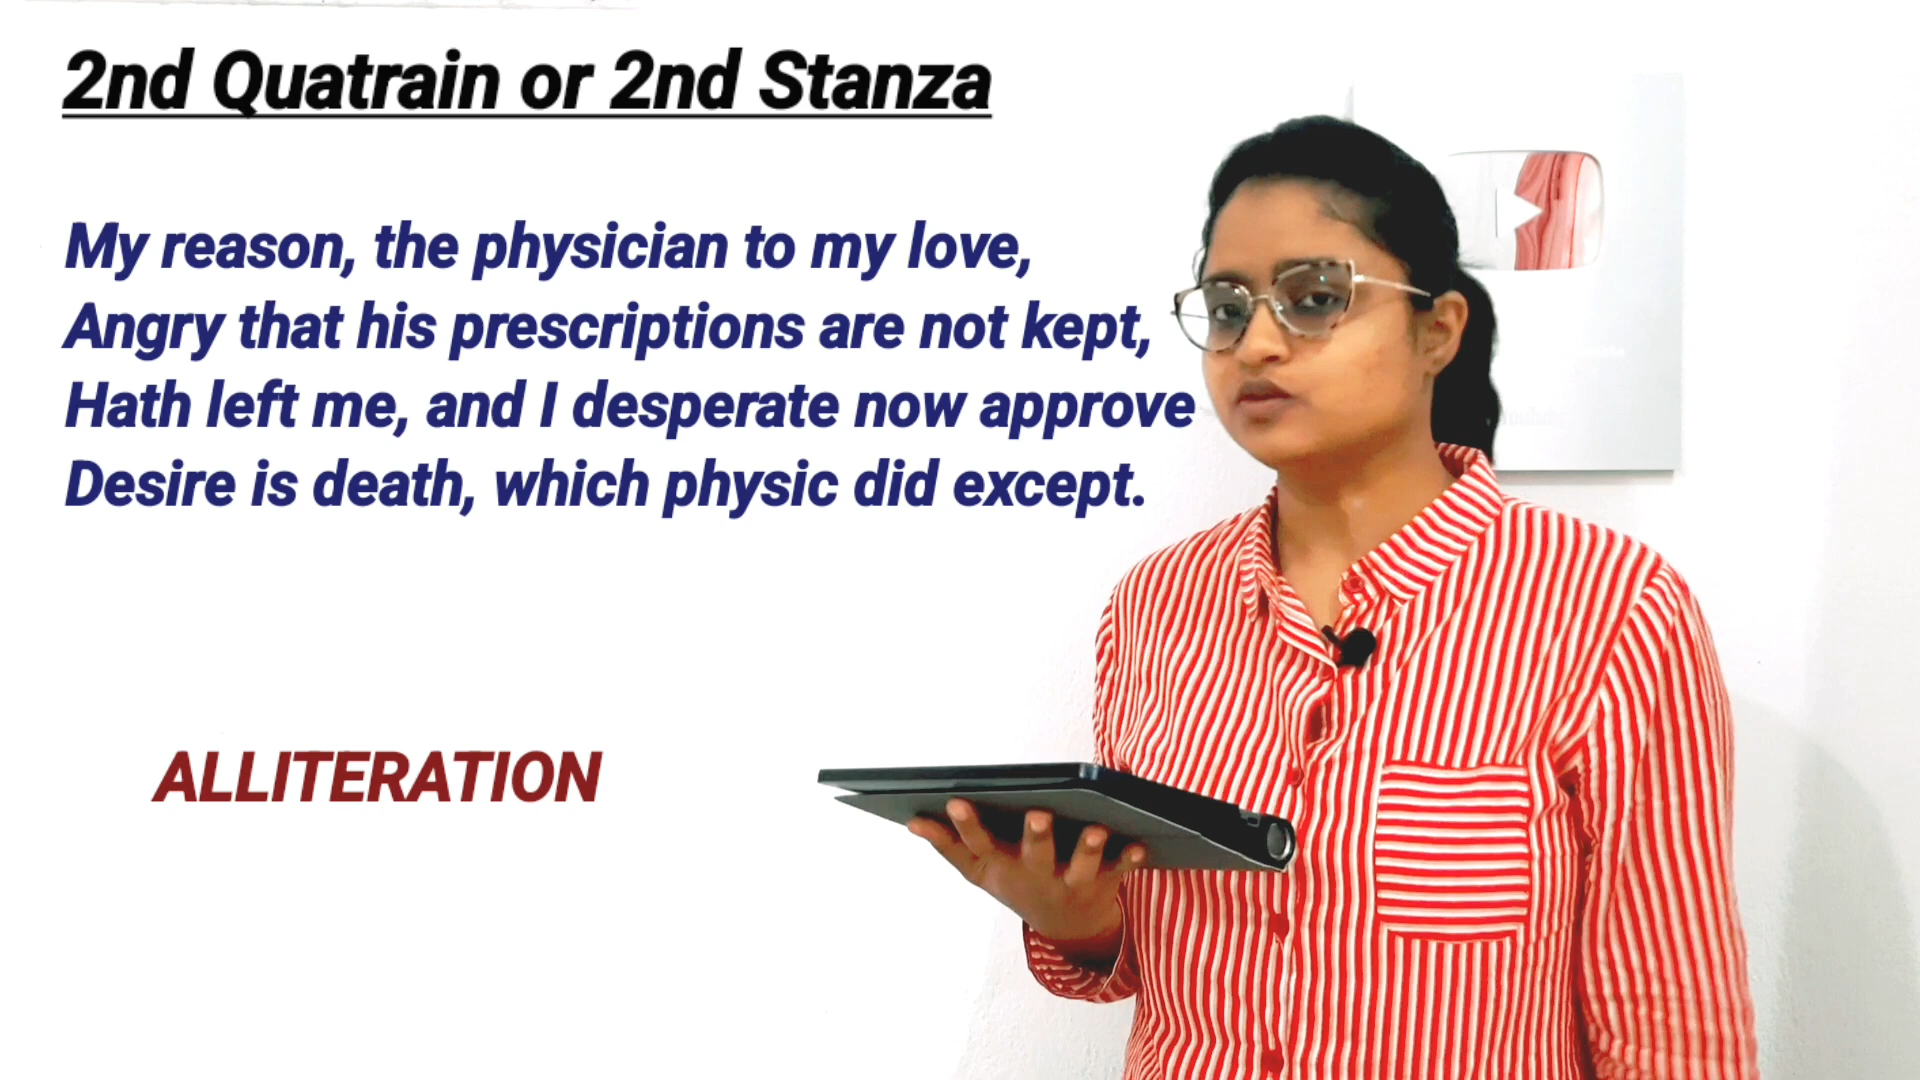 2nd Quatrain or 2nd Stanza
My reason, the physician to my love,
Angry that his prescriptions are not kept,
Hath left me, and I desperate now approve
Desire is death, which physic did except.
ALLITERATION